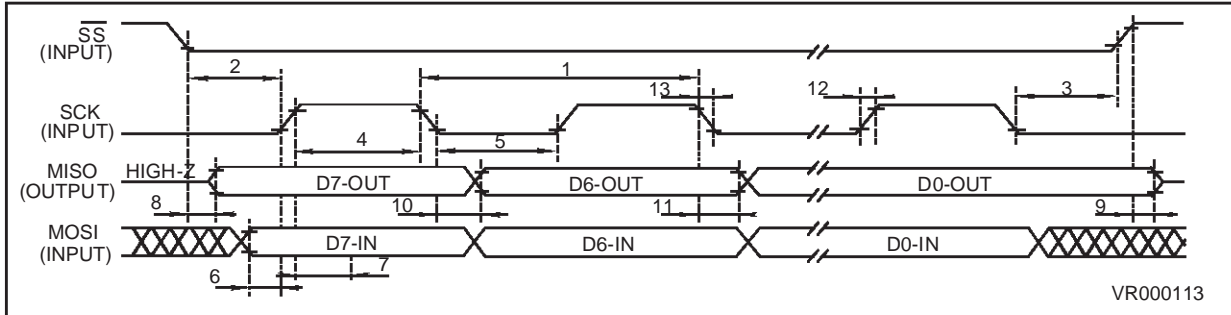 SS
(INPUT)
2
1
13
12
3
SCK
(INPUT)
4
5
MISO
(OUTPUT)
HIGH-Z
D7-OUT
D6-OUT
D0-OUT
8
10
11
9
MOSI
(INPUT)
D7-IN
D6-IN
D0-IN
6
7
VR000113